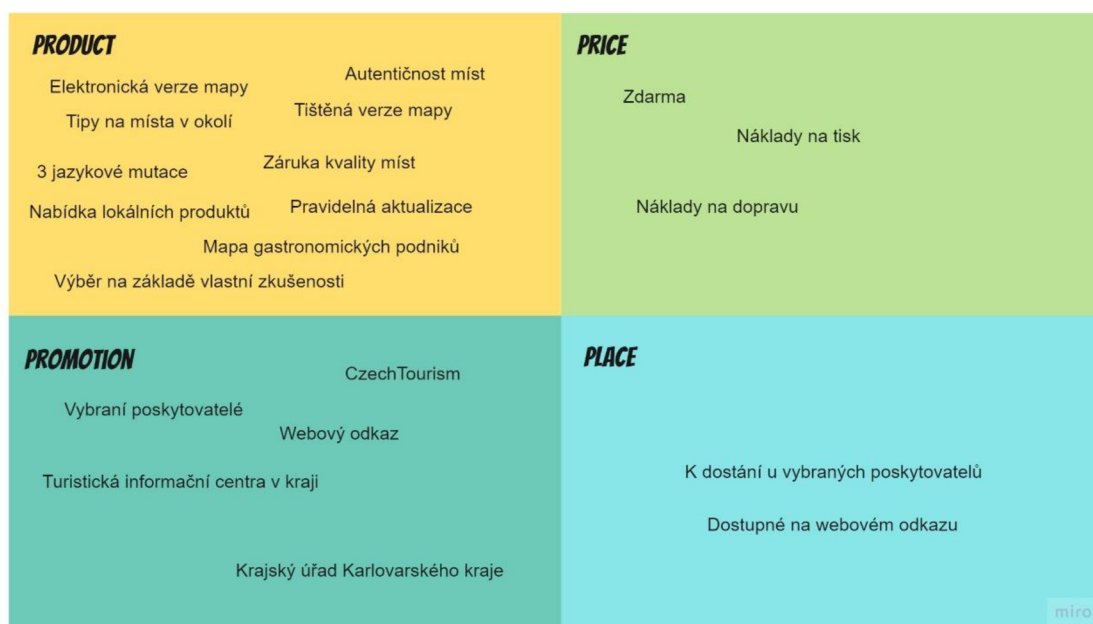 PRODUCT
Autentičnost míst
Elektronická verze mapy
Tištěná verze mapy
Tipy na místa v okolí
Záruka kvality míst
3 jazykové mutace
Pravidelná aktualizace
Nabídka lokálních produktů
Mapa gastronomických podniků
Výběr na základě vlastní zkušenosti
PRICE
Zdarma
Náklady na tisk
Náklady na dopravu
PROMOTION
CzechTourism
Vybraní poskytovatelé
Webový odkaz
Turistická informační centra v kraji
Krajský úřad Karlovarského kraje
PLACE
K dostání u vybraných poskytovatelů
Dostupné na webovém odkazu
miro